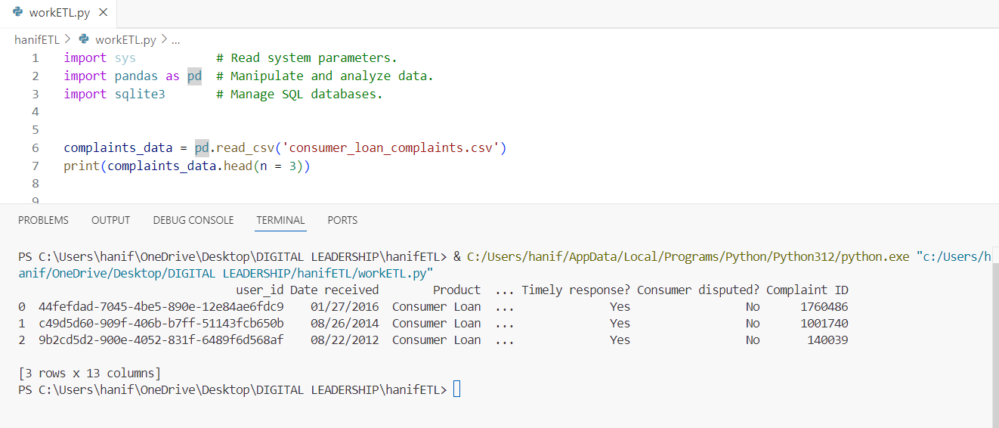 workETL.py
hanifETL > workETL.py > ...
1 import sys # Read system parameters.
2 import pandas as pd # Manipulate and analyze data.
3 import sqlite3 # Manage SQL databases.
4
5
6 complaints_data = pd.read_csv('consumer_loan_complaints.csv')
7 print(complaints_data.head(n = 3))
8
9
PROBLEMS OUTPUT DEBUG CONSOLE TERMINAL PORTS
PS C:\Users\hanif\OneDrive\Desktop\DIGITAL LEADERSHIP\hanifETL> & C:/Users/hanif/AppData/Local/Programs/Python/Python312/python.exe "c:/Users/h
anif/OneDrive/Desktop/DIGITAL LEADERSHIP/hanifETL/workETL.py"
user_id Date received Product ... Timely response? Consumer disputed? Complaint ID
0 44fefdad-7045-4be5-890e-12e84ae6fdc9 01/27/2016 Consumer Loan ... Yes No 1760486
1 c49d5d60-909f-406b-b7ff-51143fcb650b 08/26/2014 Consumer Loan ... Yes No 1001740
2 9b2cd5d2-900e-4052-831f-6489f6d568af 08/22/2012 Consumer Loan ... Yes No 140039
[3 rows x 13 columns]
PS C:\Users\hanif\OneDrive\Desktop\DIGITAL LEADERSHIP\hanifETL>